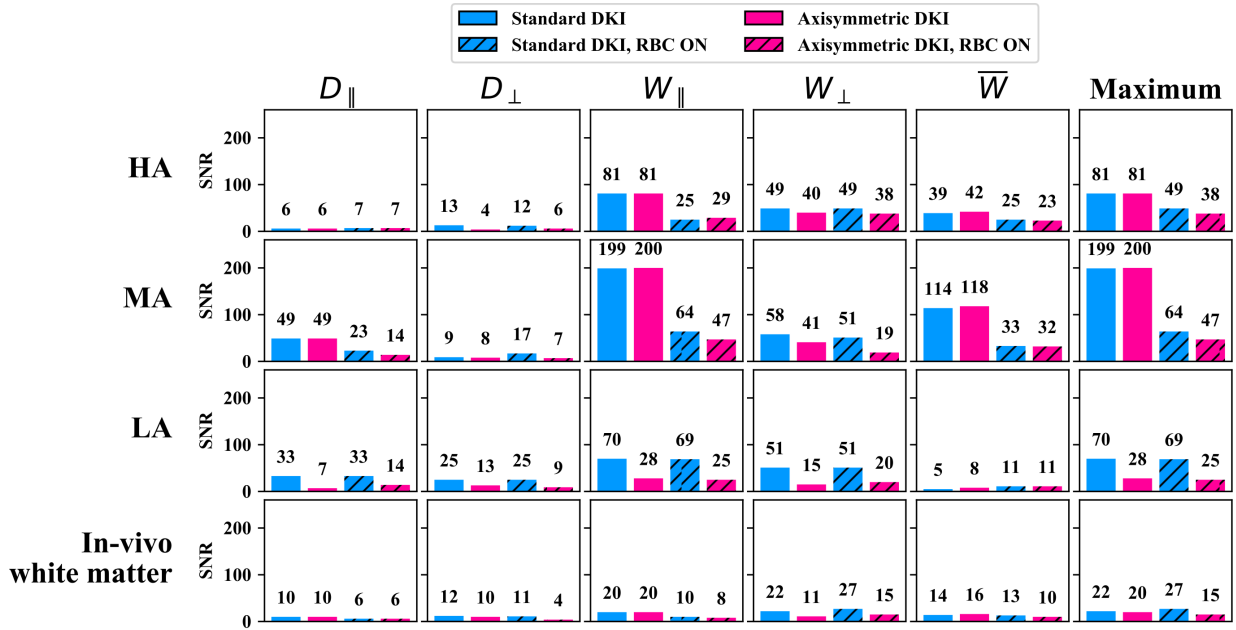 Standard DKI Axisymmetric DKI
Standard DKI, RBC ON Axisymmetric DKI, RBC ON
D∥ D⊥ W∥ W⊥ W̅ Maximum
HA
SNR
200
100
0
6 6 7 7
13 4 12 6
81 81 25 29
49 40 49 38
39 42 25 23
81 81 49 38
MA
SNR
200
100
0
49 49 23 14
9 8 17 7
199 200 64 47
58 41 51 19
114 118 33 32
199 200 64 47
LA
SNR
200
100
0
33 7 33 14
25 13 25 9
70 28 69 25
51 15 51 20
5 8 11 11
70 28 69 25
In-vivo
white matter
SNR
200
100
0
10 10 6 6
12 10 11 4
20 20 10 8
22 11 27 15
14 16 13 10
22 20 27 15